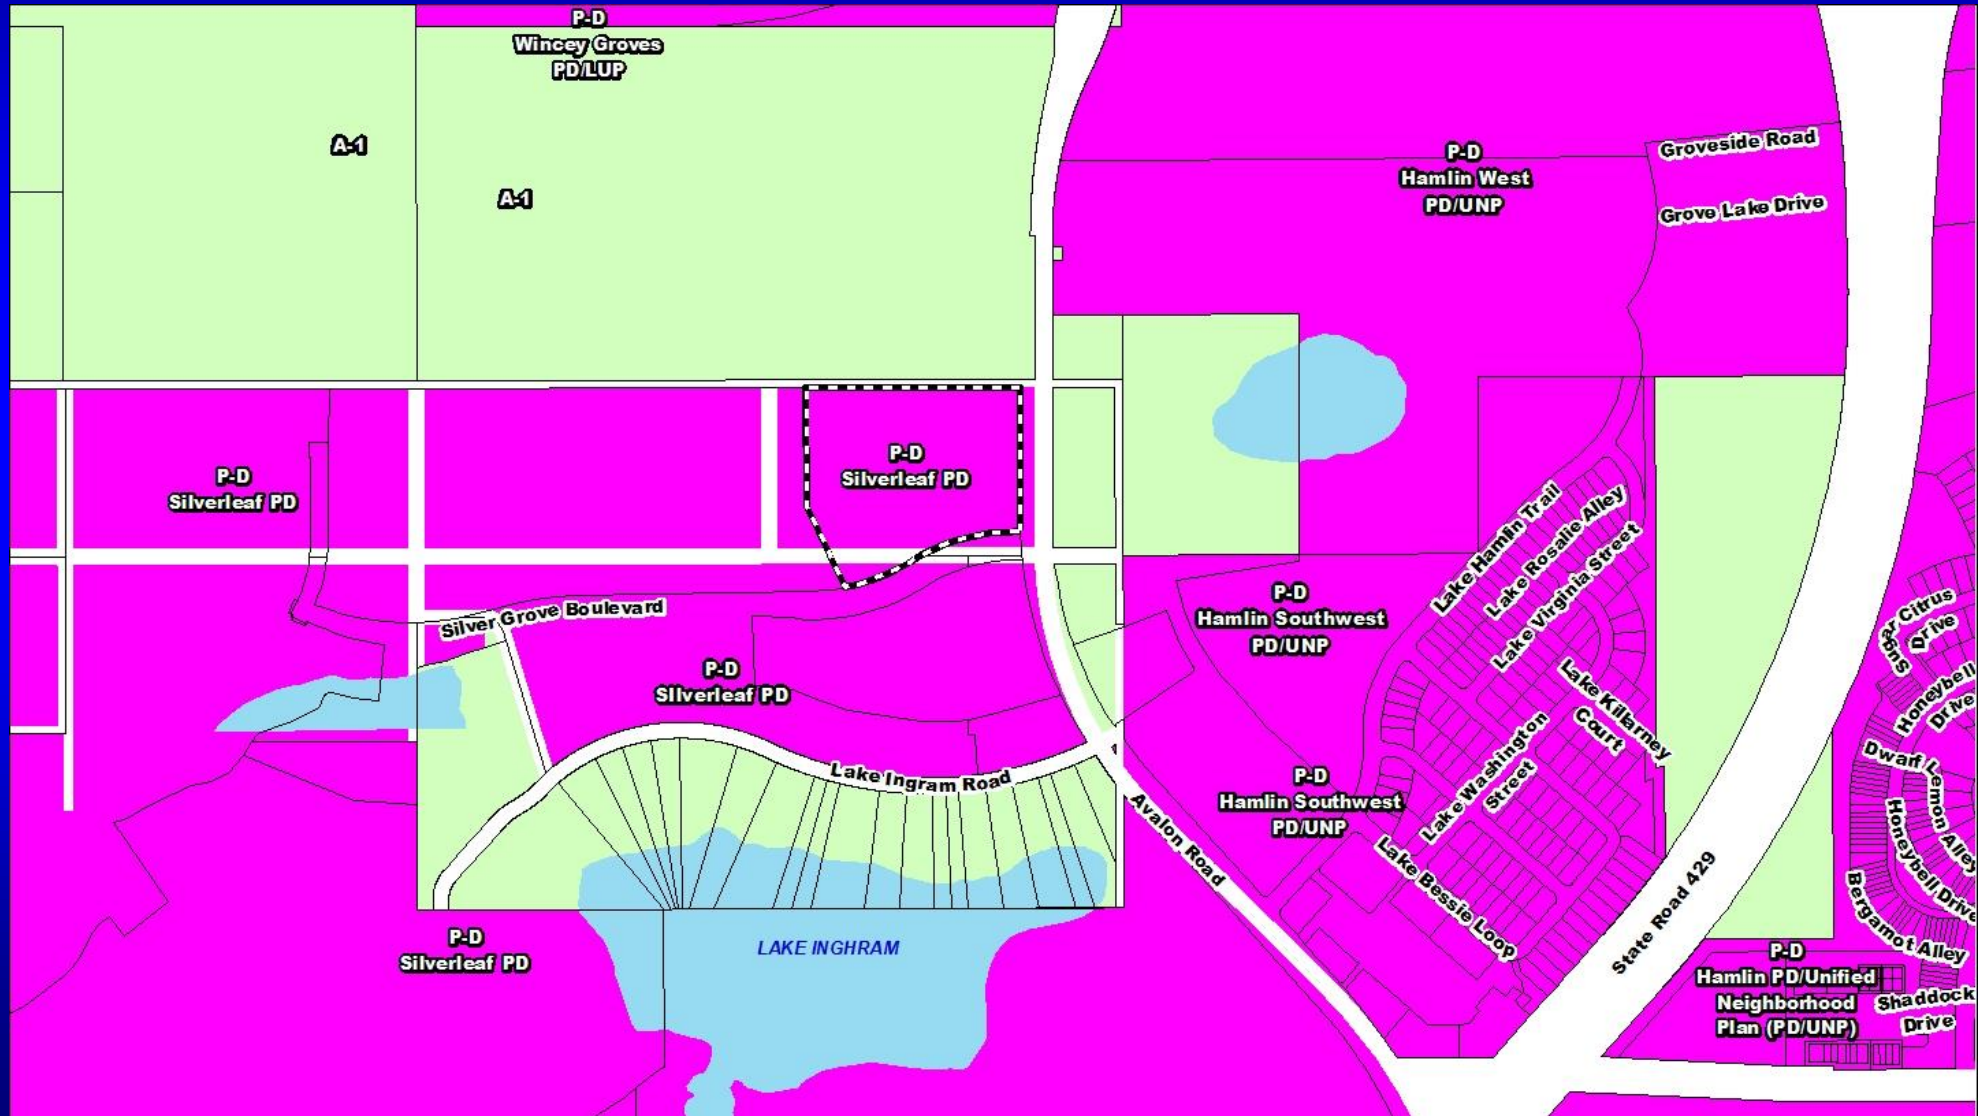 P-D
Wincey Groves
PD/LUP
A-1
A-1
P-D
Hamlin West
PD/UNP
Groveside Road
Grove Lake Drive
P-D
Silverleaf PD
P-D
Silverleaf PD
Lake Hamlin Trail
Lake Rosalie Alley
Lake Virginia Street
P-D
Hamlin Southwest
PD/UNP
Silver Grove Boulevard
P-D
SIlverleaf PD
Lake Killarney
Court
Citrus
Drive
Honeybell
Drive
Dwarf Lemon Alley
Lake Ingram Road
Avalon Road
P-D
Hamlin Southwest
PD/UNP
Lake Washington
Street
Lake Bessie Loop
State Road 429
Honeybell Drive
Bergamot Alley
P-D
Silverleaf PD
LAKE INGHRAM
P-D
Hamlin PD/Unified
Neighborhood
Plan (PD/UNP)
Shaddock
Drive